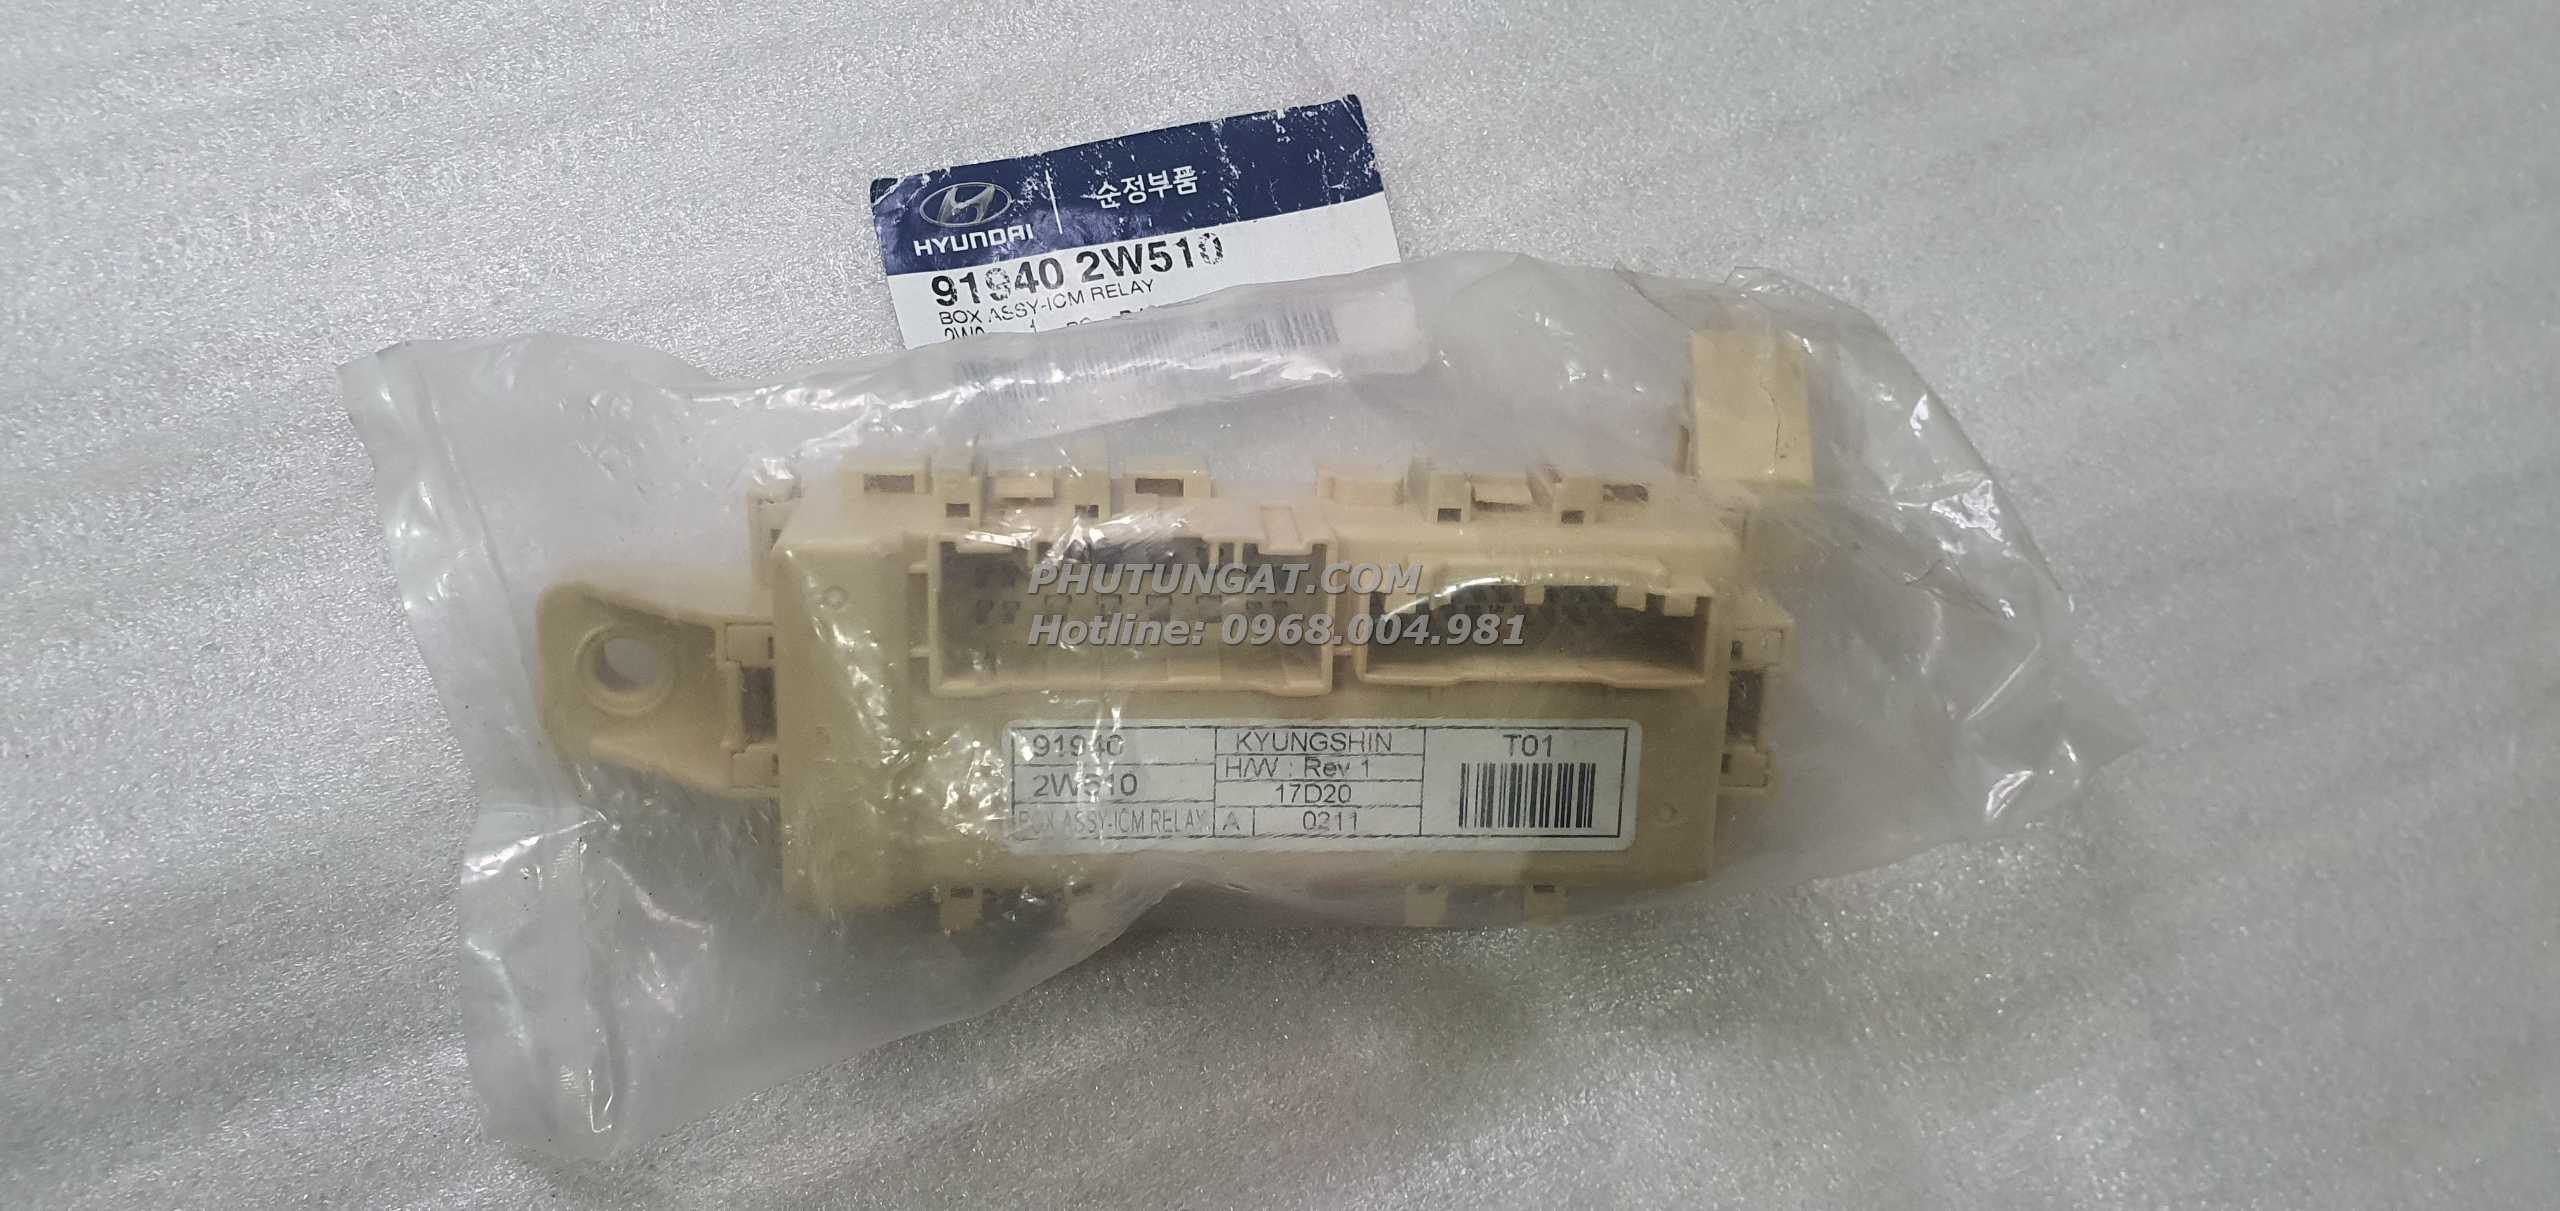 HYUNDAI
순정부품
91940 2W510
BOX ASSY-ICM RELAY
PHUTUNGAT.COM
Hotline: 0968.004.981
91940
2W510
BOX ASSY-ICM RELAY
KYUNGSHIN
H/W : Rev 1
17D20
A 0211
T01